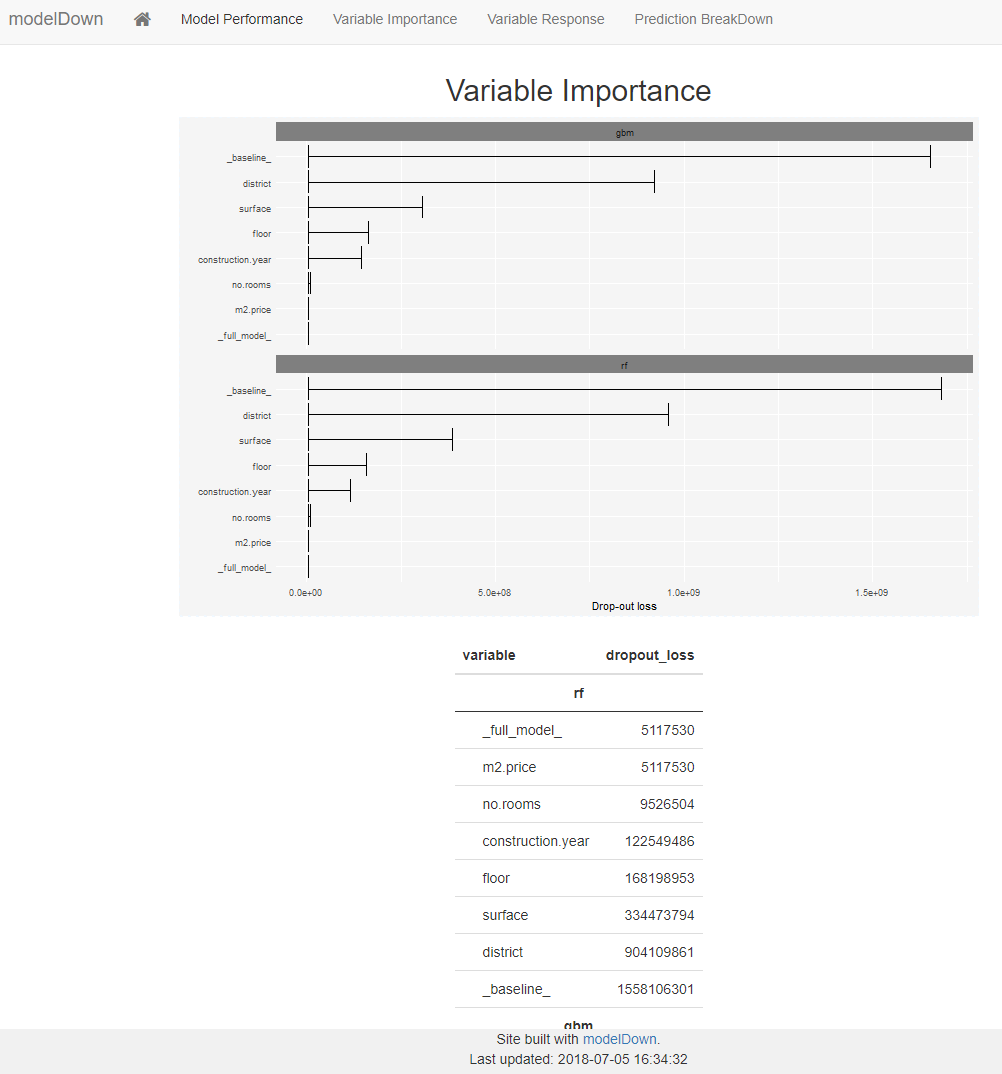 modelDown Model Performance Variable Importance Variable Response Prediction BreakDown
Variable Importance
gbm
_baseline_
district
surface
floor
construction.year
no.rooms
m2.price
_full_model_
rf
_baseline_
district
surface
floor
construction.year
no.rooms
m2.price
_full_model_
0.0e+00 5.0e+08 1.0e+09 1.5e+09
Drop-out loss
variable dropout_loss
rf
_full_model_ 5117530
m2.price 5117530
no.rooms 9526504
construction.year 122549486
floor 168198953
surface 334473794
district 904109861
_baseline_ 1558106301
gbm
Site built with modelDown.
Last updated: 2018-07-05 16:34:32